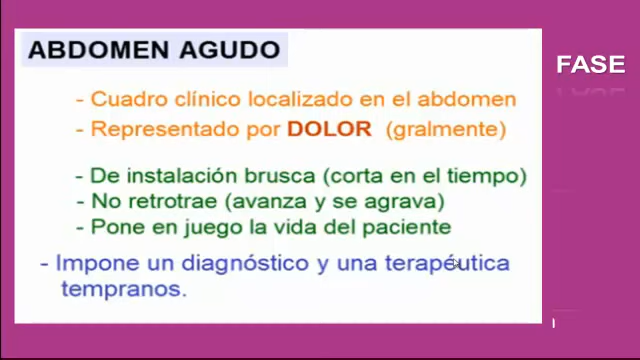 ABDOMEN AGUDO
FASE
- Cuadro clínico localizado en el abdomen
- Representado por DOLOR (gralmente)
- De instalación brusca (corta en el tiempo)
- No retrotrae (avanza y se agrava)
- Pone en juego la vida del paciente
- Impone un diagnóstico y una terapéutica
tempranos.